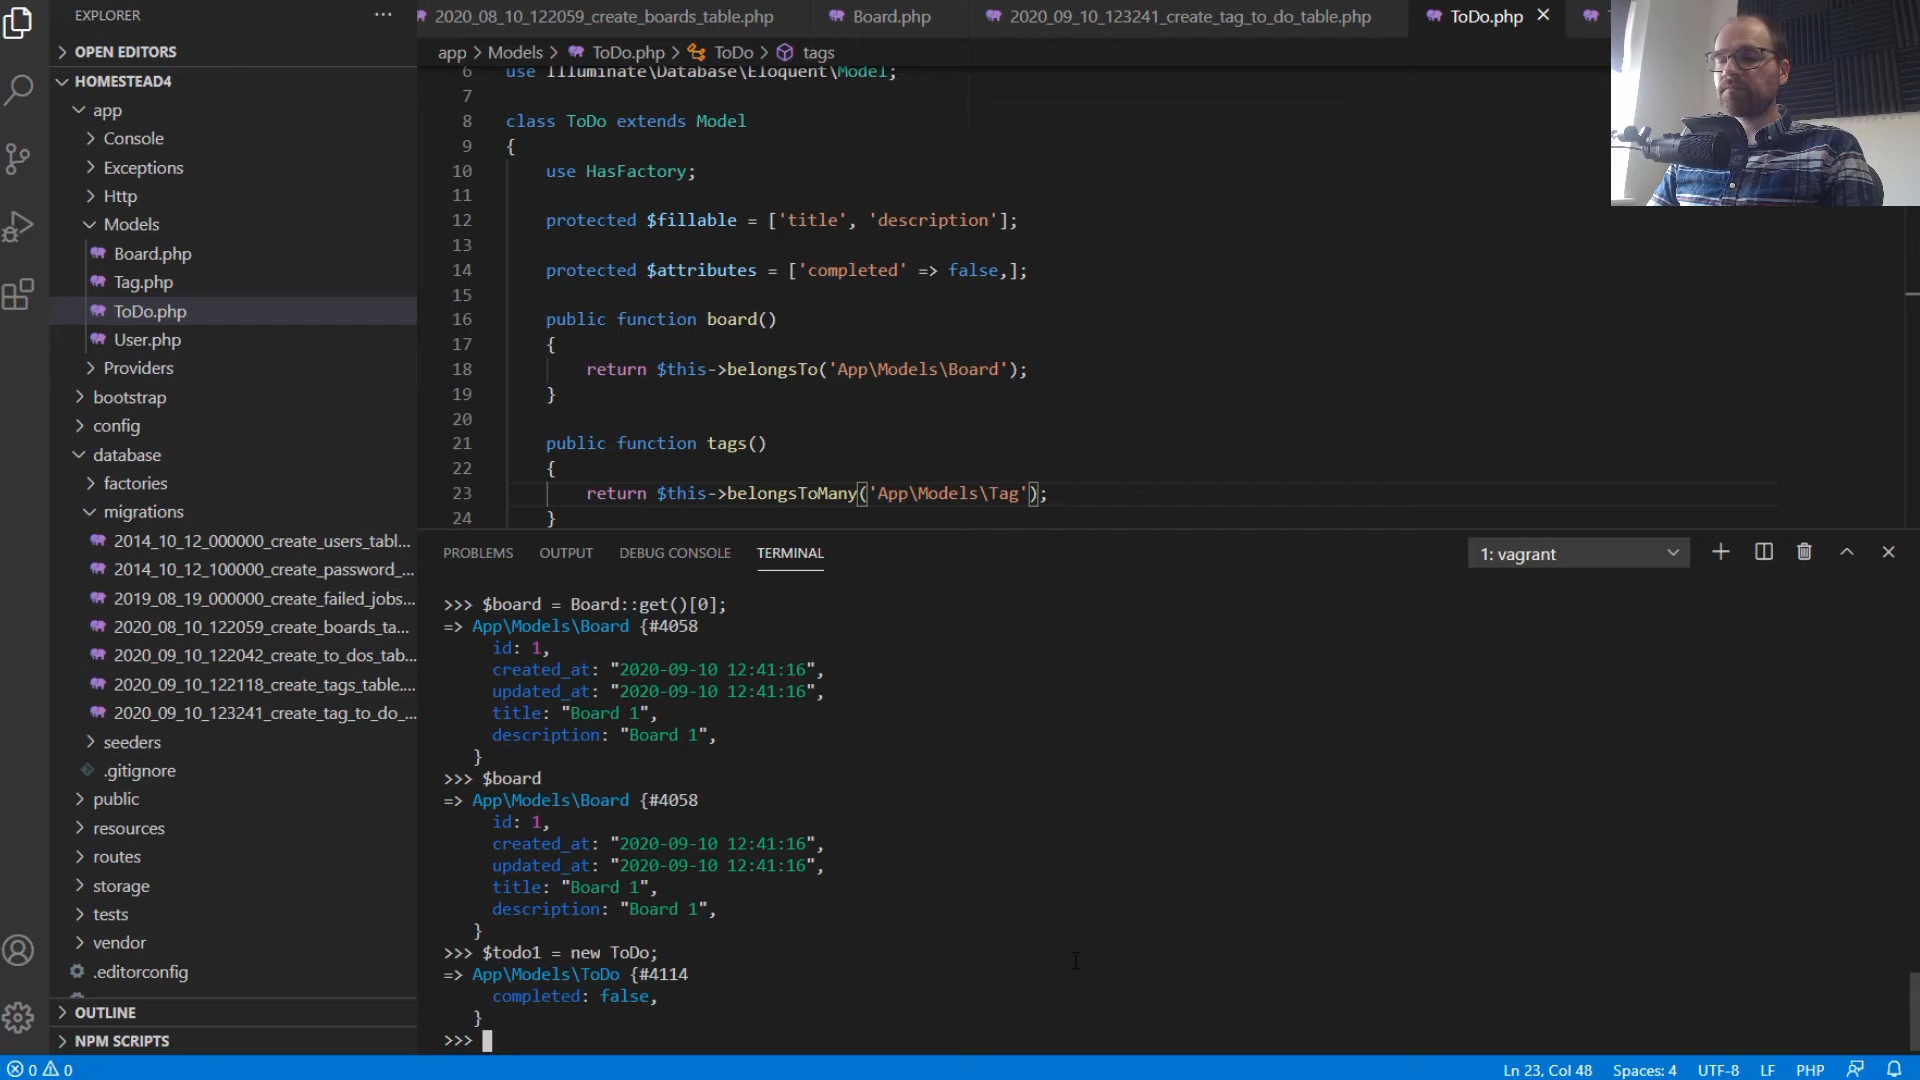 EXPLORER
OPEN EDITORS
HOMESTEAD4
app
Console
Exceptions
Http
Models
Board.php
Tag.php
ToDo.php
User.php
Providers
bootstrap
config
database
factories
migrations
2014_10_12_000000_create_users_tabl...
2014_10_12_100000_create_password_...
2019_08_19_000000_create_failed_jobs...
2020_08_10_122059_create_boards_ta...
2020_09_10_122042_create_to_dos_tab...
2020_09_10_122118_create_tags_table....
2020_09_10_123241_create_tag_to_do_...
seeders
.gitignore
public
resources
routes
storage
tests
vendor
.editorconfig
OUTLINE
NPM SCRIPTS
2020_08_10_122059_create_boards_table.php
Board.php
2020_09_10_123241_create_tag_to_do_table.php
ToDo.php
app > Models > ToDo.php > ToDo > tags
6 use Illuminate\Database\Eloquent\Model;
7
8 class ToDo extends Model
9 {
10 use HasFactory;
11
12 protected $fillable = ['title', 'description'];
13
14 protected $attributes = ['completed' => false,];
15
16 public function board()
17 {
18 return $this->belongsTo('App\Models\Board');
19 }
20
21 public function tags()
22 {
23 return $this->belongsToMany('App\Models\Tag');
24 }
PROBLEMS OUTPUT DEBUG CONSOLE TERMINAL
1: vagrant
>>> $board = Board::get()[0];
=> App\Models\Board {#4058
id: 1,
created_at: "2020-09-10 12:41:16",
updated_at: "2020-09-10 12:41:16",
title: "Board 1",
description: "Board 1",
}
>>> $board
=> App\Models\Board {#4058
id: 1,
created_at: "2020-09-10 12:41:16",
updated_at: "2020-09-10 12:41:16",
title: "Board 1",
description: "Board 1",
}
>>> $todo1 = new ToDo;
=> App\Models\ToDo {#4114
completed: false,
}
>>>
0 0
Ln 23, Col 48 Spaces: 4 UTF-8 LF PHP